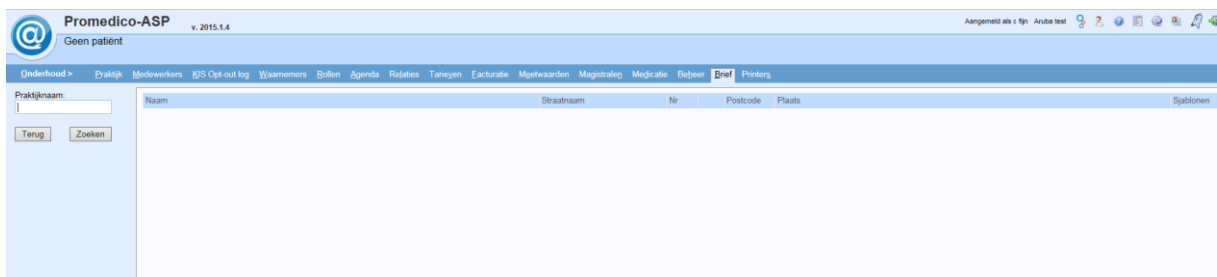 Promedico-ASP v. 2015.1.4
Aangemeld als c fijn Aruba test
Geen patiënt
Onderhoud > Praktijk Medewerkers KIS Opt-out log Waarnemers Rollen Agenda Relaties Tarieven Facturatie Meetwaarden Magistralen Medicatie Beheer Brief Printers
Praktijknaam:
Naam Straatnaam Nr Postcode Plaats Sjablonen
Terug Zoeken